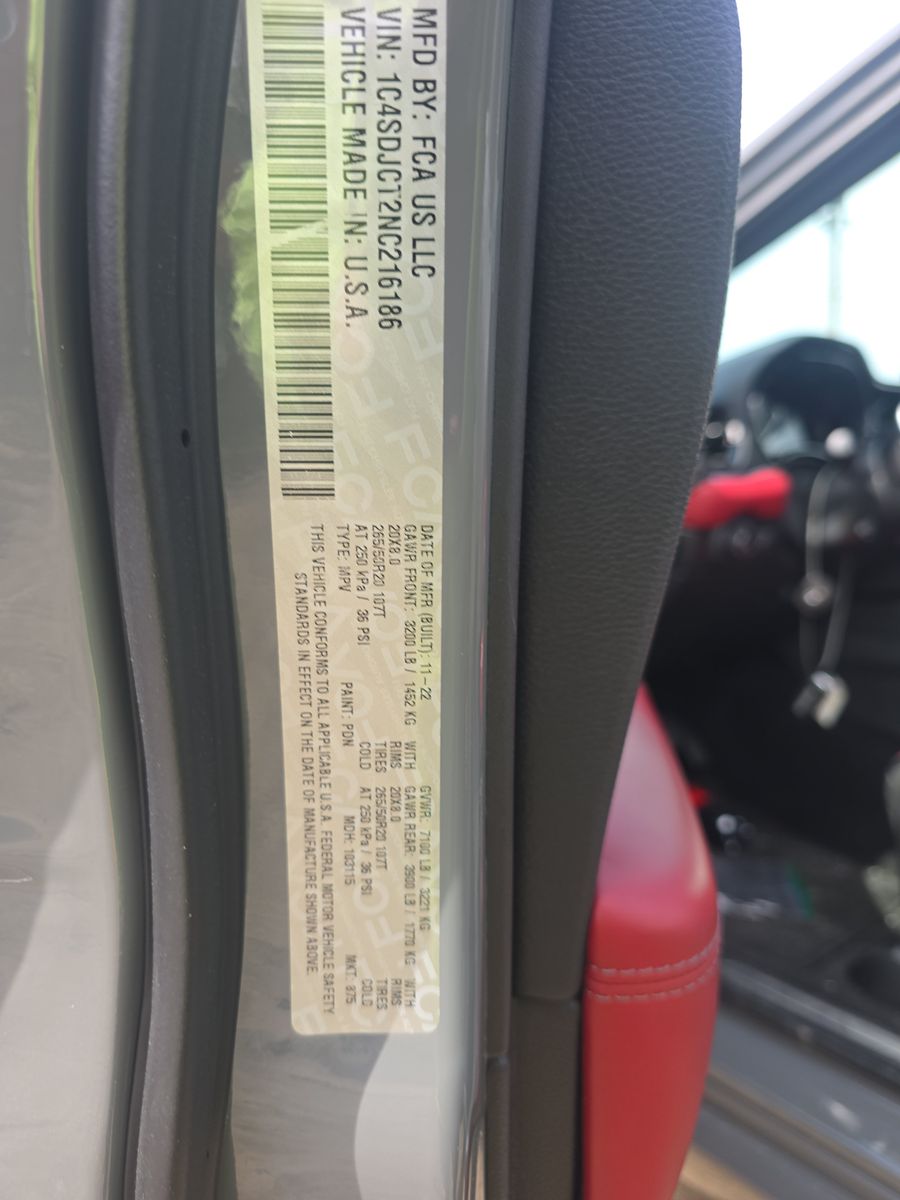 MFD BY: FCA US LLC
VIN: 1C4SDJCT2NC216186
VEHICLE MADE IN: U.S.A.
DATE OF MFR (BUILT): 11-22 GVWR: 7100 LB / 3221 KG
GAWR FRONT: 3200 LB / 1452 KG WITH GAWR REAR: 3900 LB / 1770 KG WITH
20X8.0 RIMS 20X8.0 RIMS
265/50R20 107T TIRES 265/50R20 107T TIRES
AT 250 kPa / 36 PSI COLD AT 250 kPa / 36 PSI COLD
TYPE: MPV PAINT: PDN MDH: 103115 MKT: 875
THIS VEHICLE CONFORMS TO ALL APPLICABLE U.S.A. FEDERAL MOTOR VEHICLE SAFETY
STANDARDS IN EFFECT ON THE DATE OF MANUFACTURE SHOWN ABOVE.